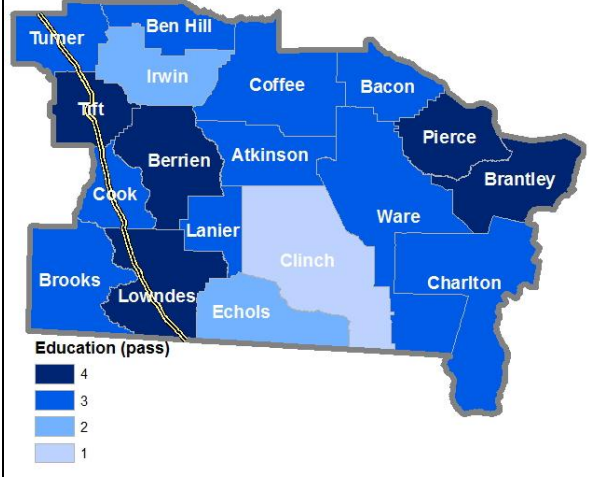 Turner
Ben Hill
Irwin
Coffee
Bacon
Tift
Pierce
Berrien
Atkinson
Brantley
Cook
Ware
Lanier
Clinch
Brooks
Charlton
Lowndes
Echols
Education (pass)
4
3
2
1